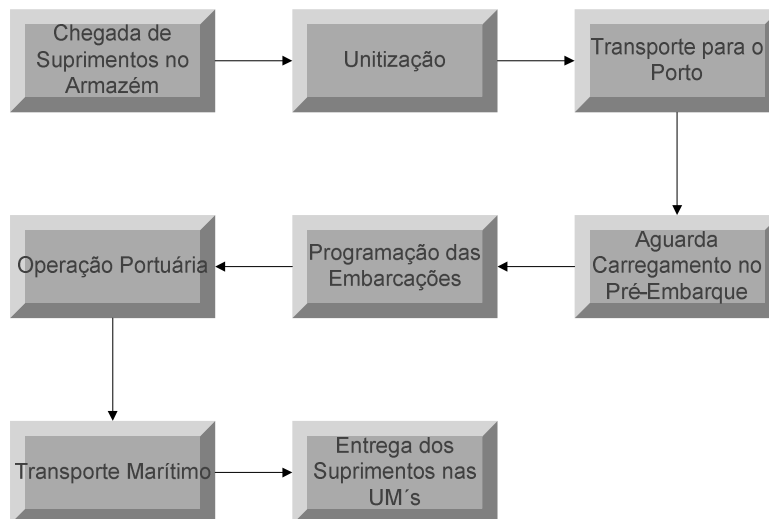 Chegada de
Suprimentos no
Armazém
Unitização
Transporte para o
Porto
Aguarda
Carregamento no
Pré-Embarque
Programação das
Embarcações
Operação Portuária
Transporte Marítimo
Entrega dos
Suprimentos nas
UM´s